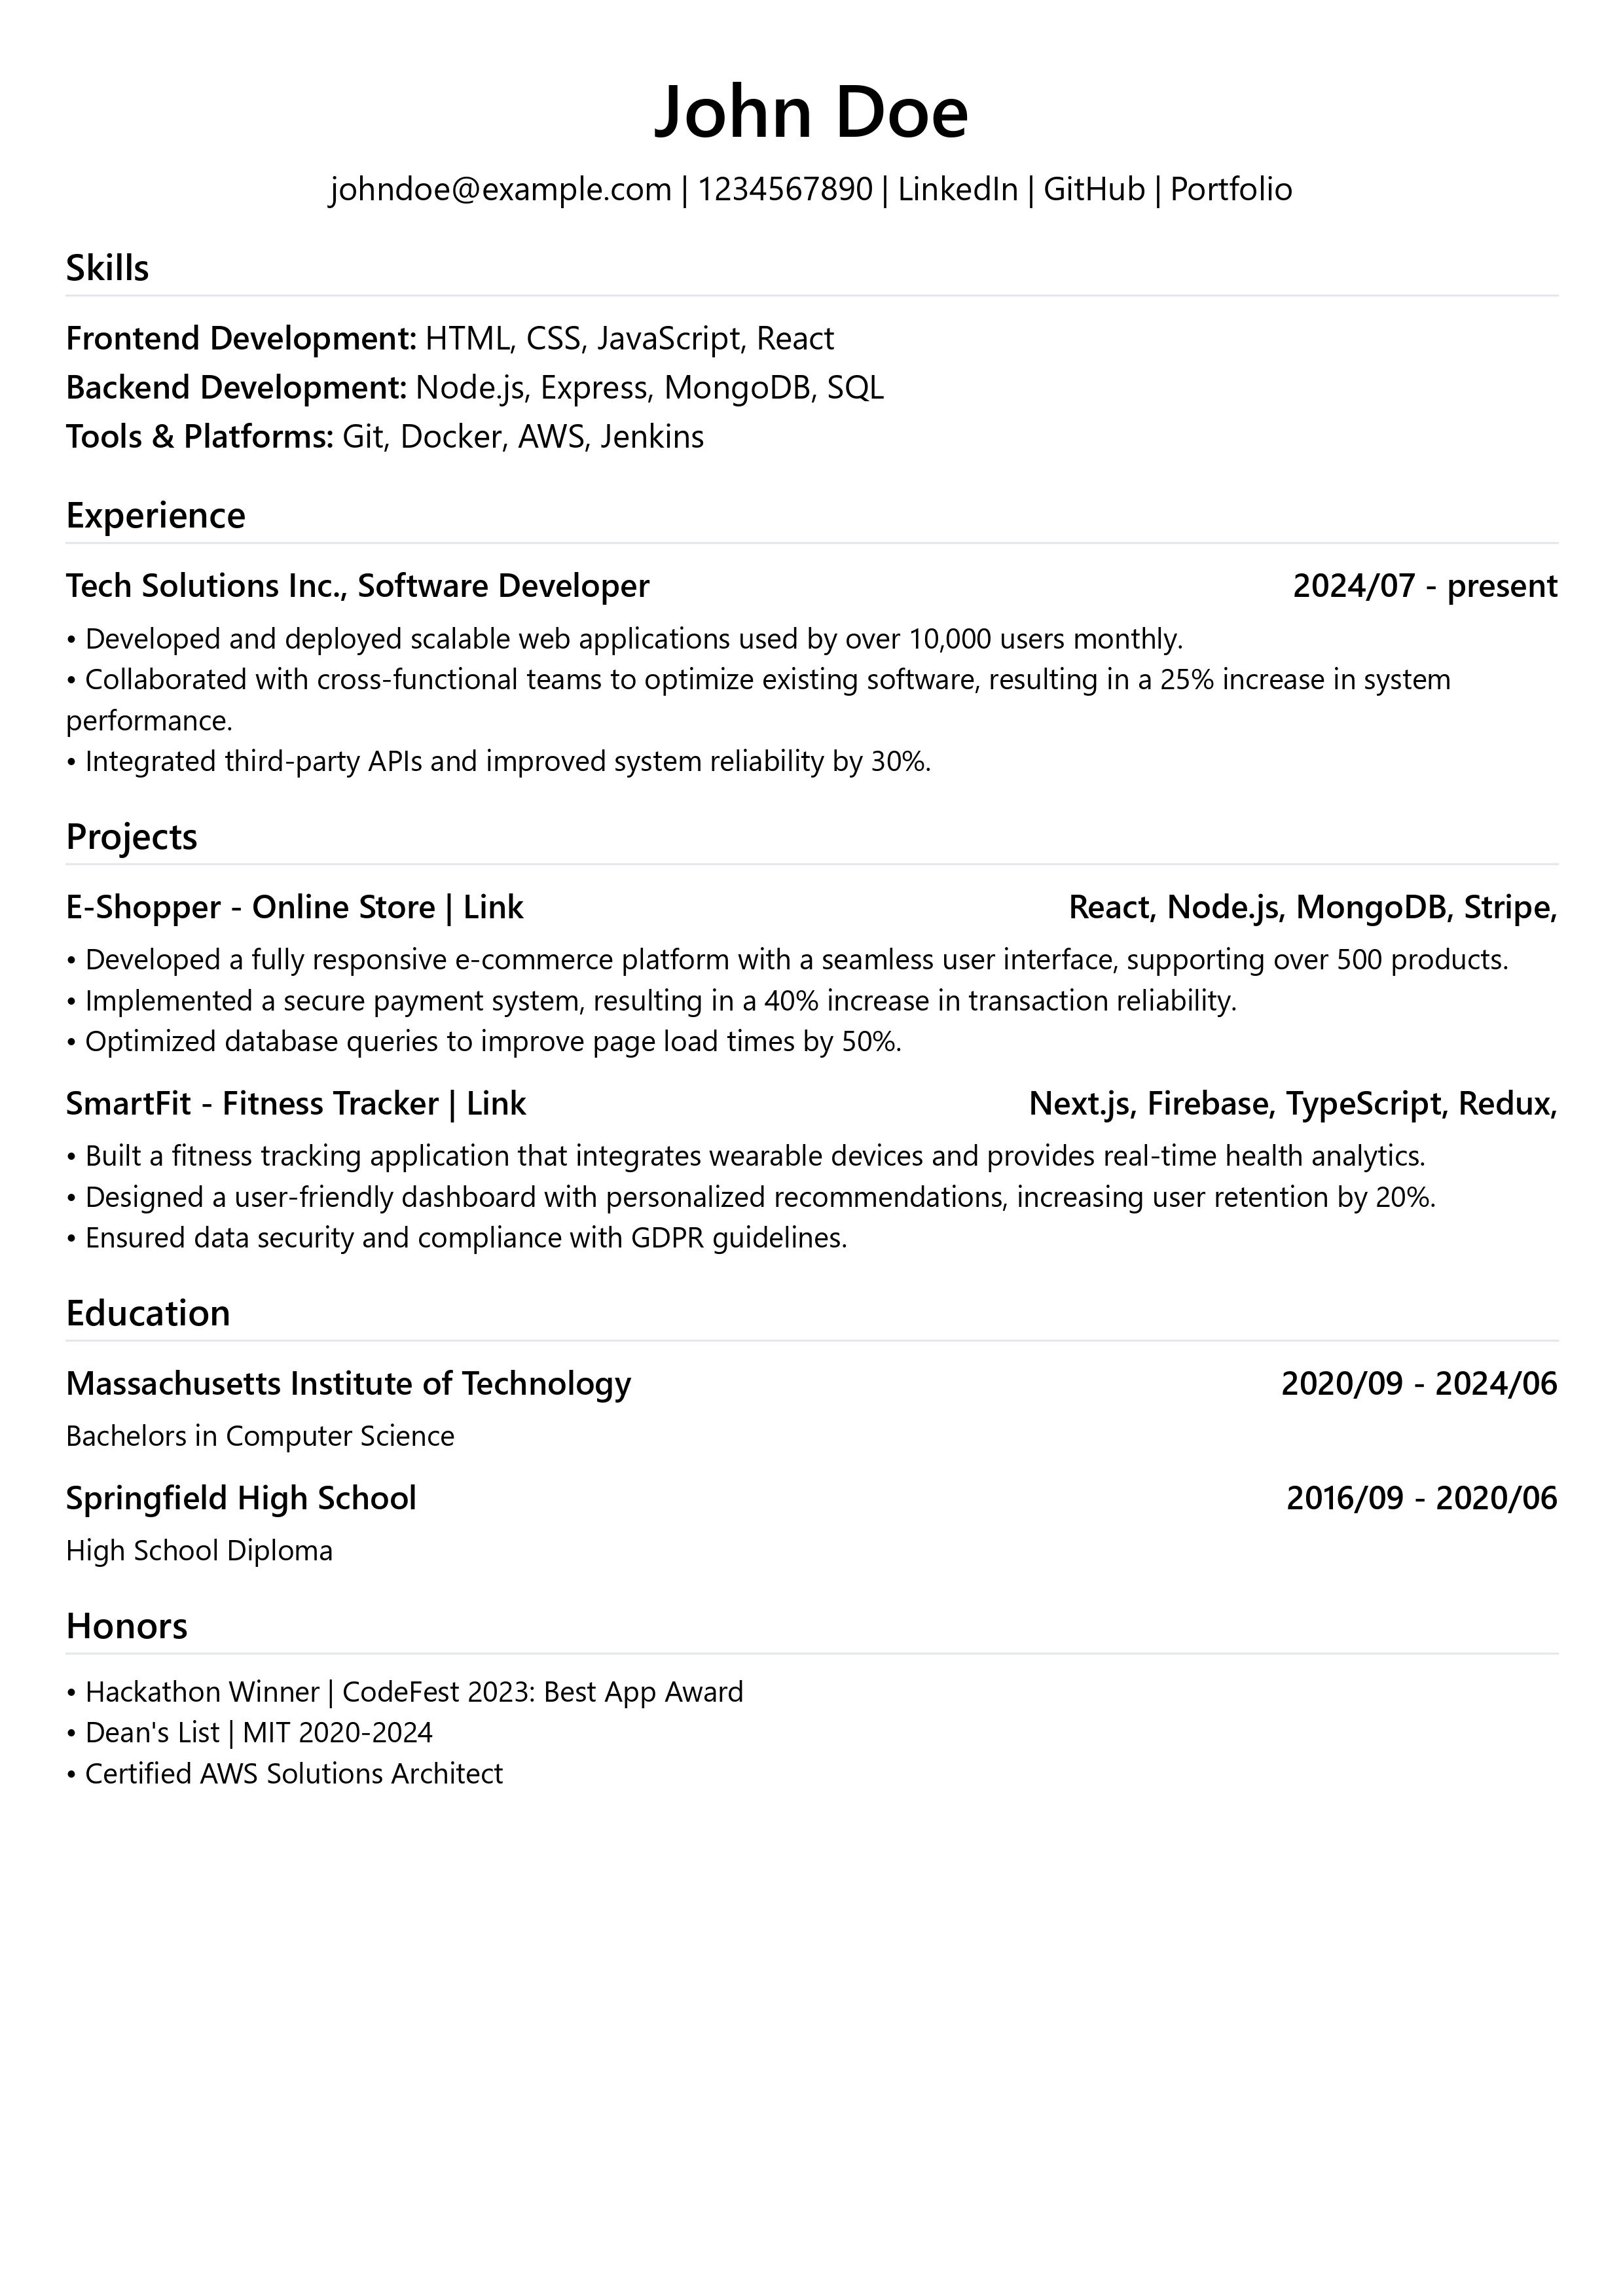 John Doe
johndoe@example.com | 1234567890 | LinkedIn | GitHub | Portfolio
Skills
Frontend Development: HTML, CSS, JavaScript, React
Backend Development: Node.js, Express, MongoDB, SQL
Tools & Platforms: Git, Docker, AWS, Jenkins
Experience
Tech Solutions Inc., Software Developer 2024/07 - present
• Developed and deployed scalable web applications used by over 10,000 users monthly.
• Collaborated with cross-functional teams to optimize existing software, resulting in a 25% increase in system
performance.
• Integrated third-party APIs and improved system reliability by 30%.
Projects
E-Shopper - Online Store | Link React, Node.js, MongoDB, Stripe,
• Developed a fully responsive e-commerce platform with a seamless user interface, supporting over 500 products.
• Implemented a secure payment system, resulting in a 40% increase in transaction reliability.
• Optimized database queries to improve page load times by 50%.
SmartFit - Fitness Tracker | Link Next.js, Firebase, TypeScript, Redux,
• Built a fitness tracking application that integrates wearable devices and provides real-time health analytics.
• Designed a user-friendly dashboard with personalized recommendations, increasing user retention by 20%.
• Ensured data security and compliance with GDPR guidelines.
Education
Massachusetts Institute of Technology 2020/09 - 2024/06
Bachelors in Computer Science
Springfield High School 2016/09 - 2020/06
High School Diploma
Honors
• Hackathon Winner | CodeFest 2023: Best App Award
• Dean's List | MIT 2020-2024
• Certified AWS Solutions Architect